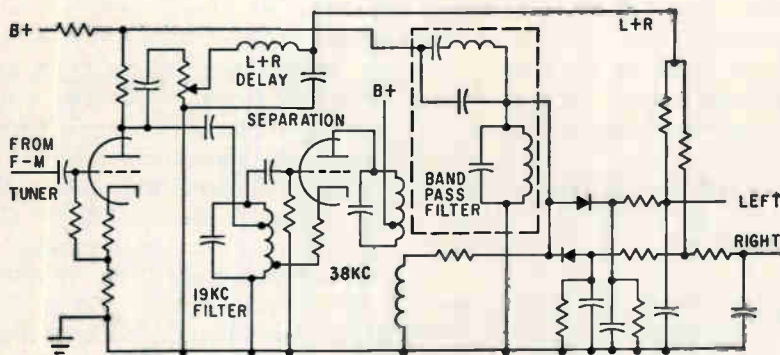 B+
L+R
L+R
DELAY
B+
SEPARATION
FROM
F-M
TUNER
BAND
PASS
FILTER
LEFT
RIGHT
38KC
19KC
FILTER